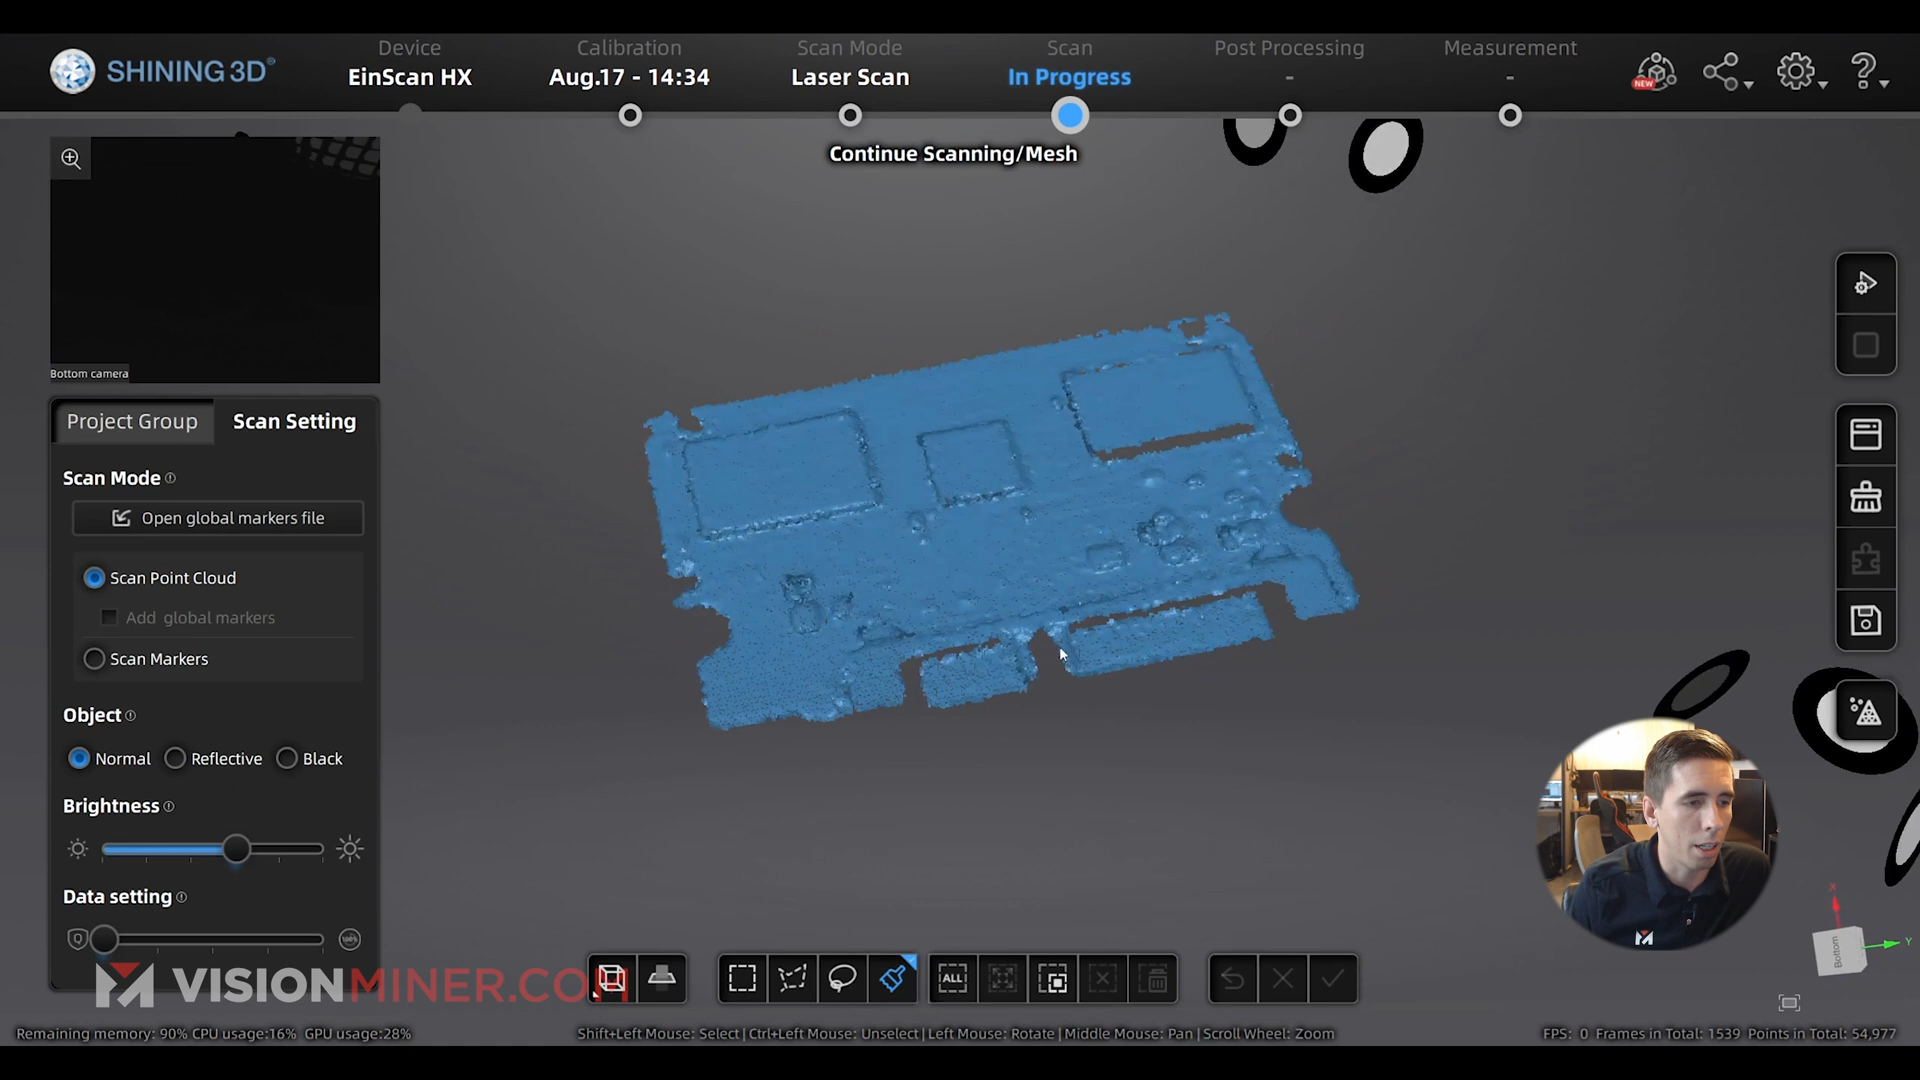 SHINING 3D®
Device
EinScan HX
Calibration
Aug.17 - 14:34
Scan Mode
Laser Scan
Scan
In Progress
Post Processing
-
Measurement
-
NEW
Continue Scanning/Mesh
Bottom camera
Project Group
Scan Setting
Scan Mode
Open global markers file
Scan Point Cloud
Add global markers
Scan Markers
Object
Normal
Reflective
Black
Brightness
Data setting
Q
100%
VISIONMINER.COM
ALL
X
Y
Bottom
Remaining memory: 90% CPU usage:16% GPU usage:28%
Shift+Left Mouse: Select | Ctrl+Left Mouse: Unselect | Left Mouse: Rotate | Middle Mouse: Pan | Scroll Wheel: Zoom
FPS: 0 Frames in Total: 1539 Points in Total: 54,977